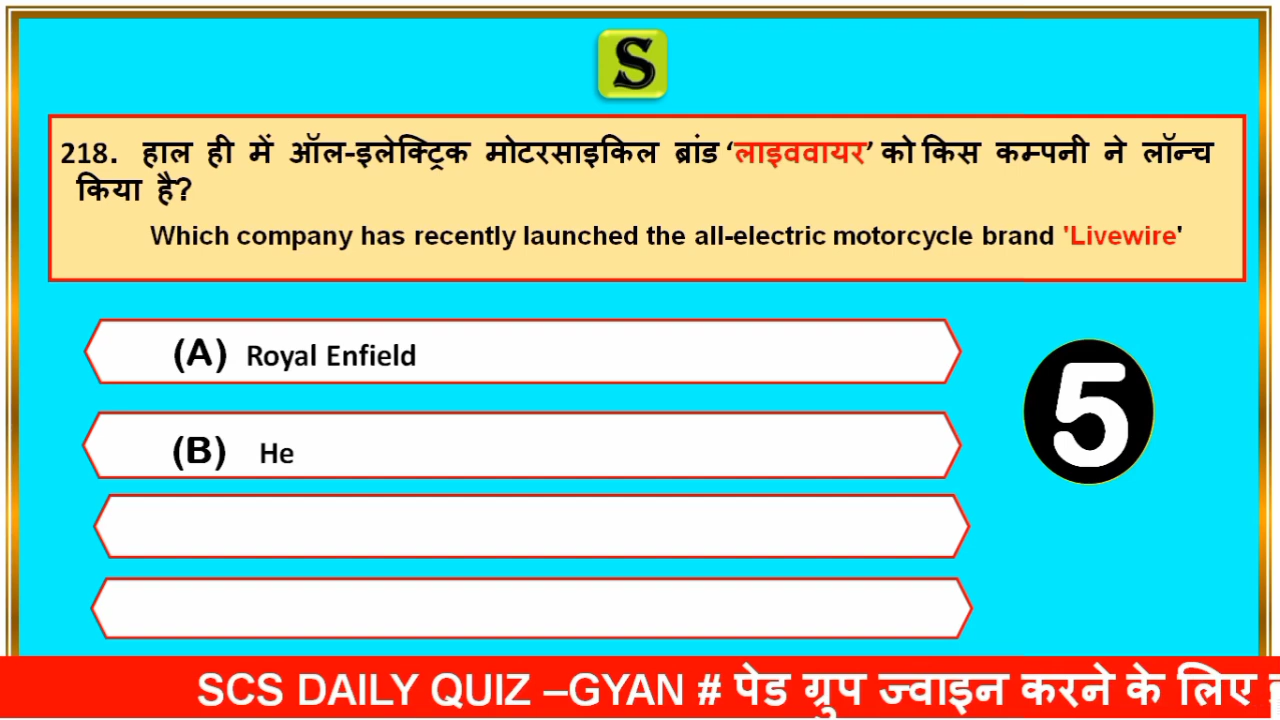 S
218. हाल ही में ऑल-इलेक्ट्रिक मोटरसाइकिल ब्रांड ‘लाइववायर’ को किस कम्पनी ने लॉन्च
किया है?
Which company has recently launched the all-electric motorcycle brand 'Livewire'
(A) Royal Enfield
5
(B) He
SCS DAILY QUIZ –GYAN # पेड ग्रुप ज्वाइन करने के लिए